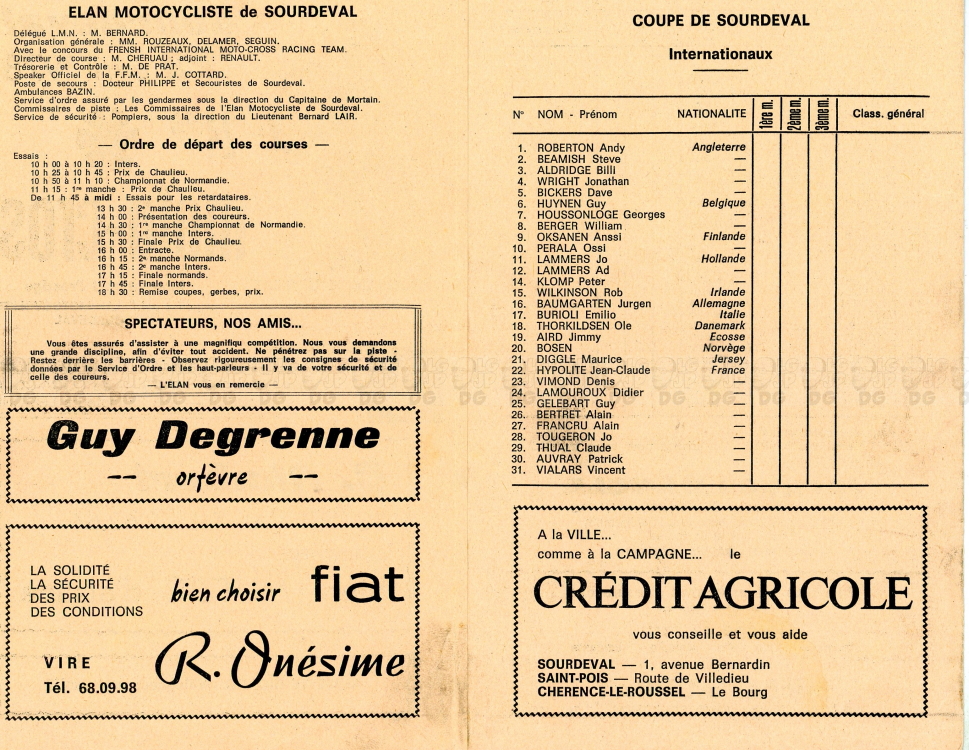 ELAN MOTOCYCLISTE de SOURDEVAL
Délégué L.M.N. : M. BERNARD.
Organisation générale : MM. ROUZEAUX, DELAMER, SEGUIN.
Avec le concours du FRENSH INTERNATIONAL MOTO-CROSS RACING TEAM.
Directeur de course : M. CHERUAU ; adjoint : RENAULT.
Trésorerie et Contrôle : M. DE PRAT.
Speaker Officiel de la F.F.M. : M. J. COTTARD.
Poste de secours : Docteur PHILIPPE et Secouristes de Sourdeval.
Ambulances BAZIN.
Service d'ordre assuré par les gendarmes sous la direction du Capitaine de Mortain.
Commissaires de piste : Les Commissaires de l'Elan Motocycliste de Sourdeval.
Service de sécurité : Pompiers, sous la direction du Lieutenant Bernard LAIR.
— Ordre de départ des courses —
Essais :
10 h 00 à 10 h 20 : Inters.
10 h 25 à 10 h 45 : Prix de Chaulieu.
10 h 50 à 11 h 10 : Championnat de Normandie.
11 h 15 : 1re manche : Prix de Chaulieu.
De 11 h 45 à midi : Essais pour les retardataires.
13 h 30 : 2e manche Prix Chaulieu.
14 h 00 : Présentation des coureurs.
14 h 30 : 1re manche Championnat de Normandie.
15 h 00 : 1re manche Inters.
15 h 30 : Finale Prix de Chaulieu.
16 h 00 : Entracte.
16 h 15 : 2e manche Normands.
16 h 45 : 2e manche Inters.
17 h 15 : Finale normands.
17 h 45 : Finale Inters.
18 h 30 : Remise coupes, gerbes, prix.
SPECTATEURS, NOS AMIS...
Vous êtes assurés d'assister à une magnifiqu compétition. Nous vous demandons
une grande discipline, afin d'éviter tout accident. Ne pénétrez pas sur la piste -
Restez derrière les barrières - Observez rigoureusement les consignes de sécurité
données par le Service d'Ordre et les haut-parleurs - Il y va de votre sécurité et de
celle des coureurs.
— L'ELAN vous en remercie —
Guy Degrenne
-- orfèvre --
LA SOLIDITÉ
LA SÉCURITÉ
DES PRIX
DES CONDITIONS
bien choisir fiat
R. Onésime
VIRE
Tél. 68.09.98
COUPE DE SOURDEVAL
Internationaux
N° NOM - Prénom NATIONALITE 1ère m. 2ème m. 3ème m. Class. général
1. ROBERTON Andy Angleterre
2. BEAMISH Steve —
3. ALDRIDGE Billi —
4. WRIGHT Jonathan —
5. BICKERS Dave —
6. HUYNEN Guy Belgique
7. HOUSSONLOGE Georges —
8. BERGER William —
9. OKSANEN Anssi Finlande
10. PERALA Ossi —
11. LAMMERS Jo Hollande
12. LAMMERS Ad —
14. KLOMP Peter —
15. WILKINSON Rob Irlande
16. BAUMGARTEN Jurgen Allemagne
17. BURIOLI Emilio Italie
18. THORKILDSEN Ole Danemark
19. AIRD Jimmy Ecosse
20. BOSEN Norvège
21. DIGGLE Maurice Jersey
22. HYPOLITE Jean-Claude France
23. VIMOND Denis —
24. LAMOUROUX Didier —
25. GELEBART Guy —
26. BERTRET Alain —
27. FRANCRU Alain —
28. TOUGERON Jo —
29. THUAL Claude —
30. AUVRAY Patrick —
31. VIALARS Vincent —
A la VILLE...
comme à la CAMPAGNE... le
CRÉDIT AGRICOLE
vous conseille et vous aide
SOURDEVAL — 1, avenue Bernardin
SAINT-POIS — Route de Villedieu
CHERENCE-LE-ROUSSEL — Le Bourg
DG DG DG DG DG DG DG DG DG DG